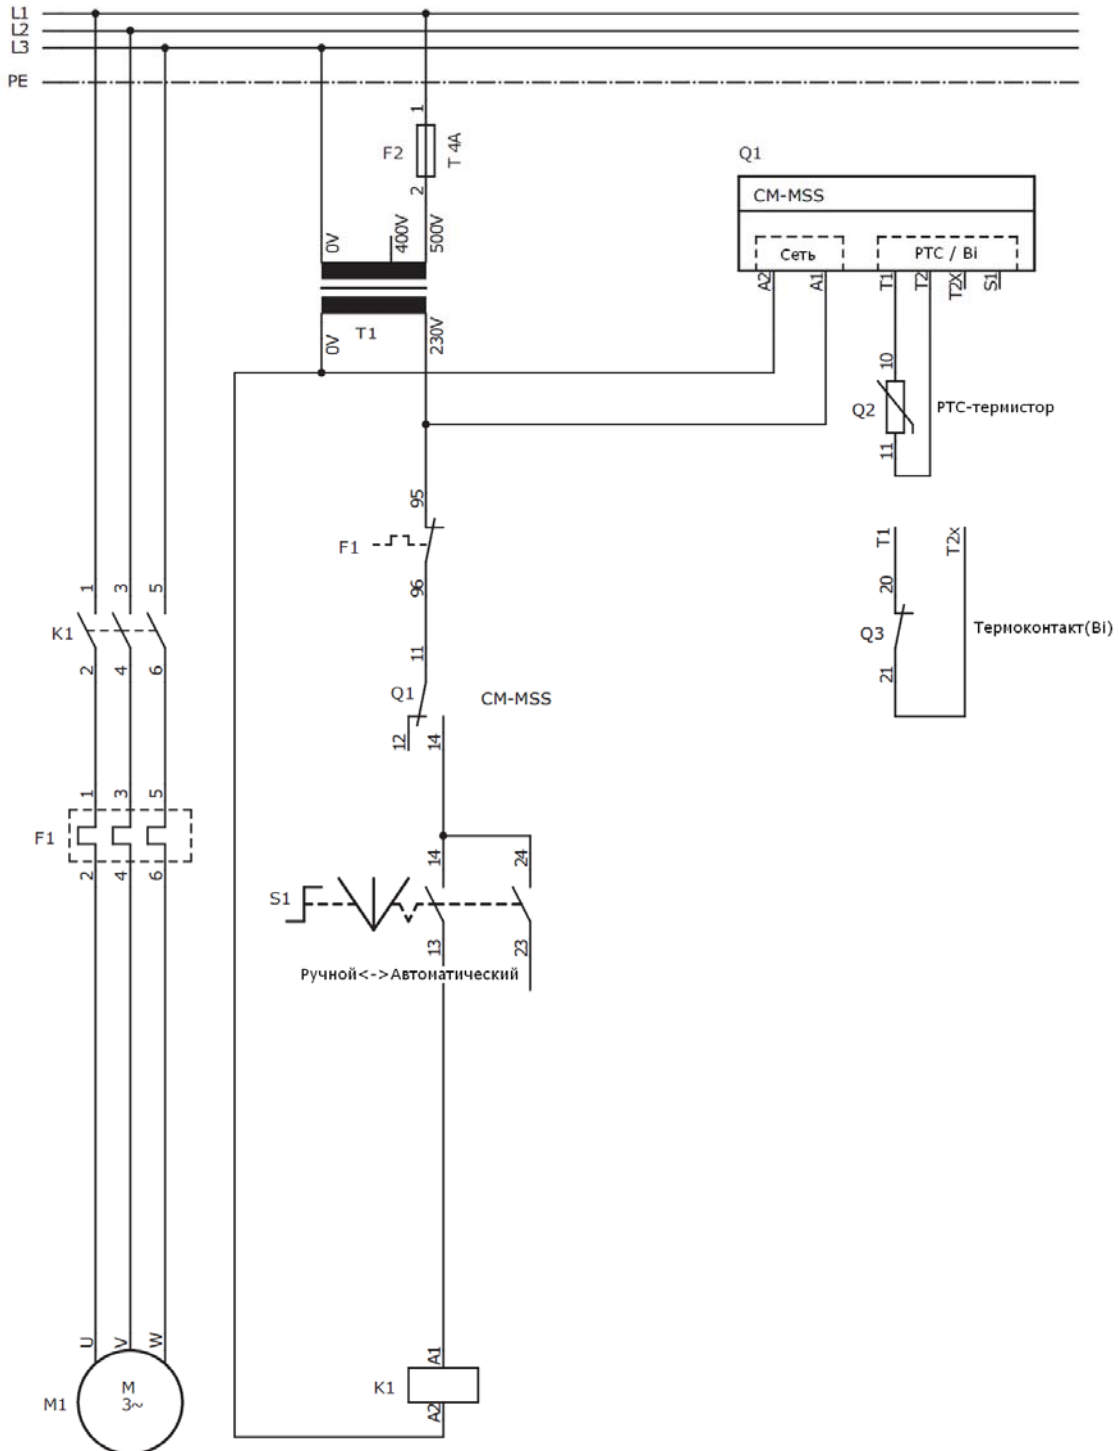 L1
L2
L3
PE
1
F2
T 4A
2
0V
400V
500V
T1
0V
230V
Q1
CM-MSS
Сеть
PTC / Bi
A2
A1
T1
T2
T2X
S1
10
Q2
РТС-термистор
11
95
F1
96
T1
T2x
20
Q3
Термоконтакт(Bi)
21
1
3
5
K1
2
4
6
11
Q1
CM-MSS
12
14
1
3
5
F1
2
4
6
14
24
S1
13
23
Ручной<->Автоматический
U
V
W
M1
M
3~
A1
K1
A2